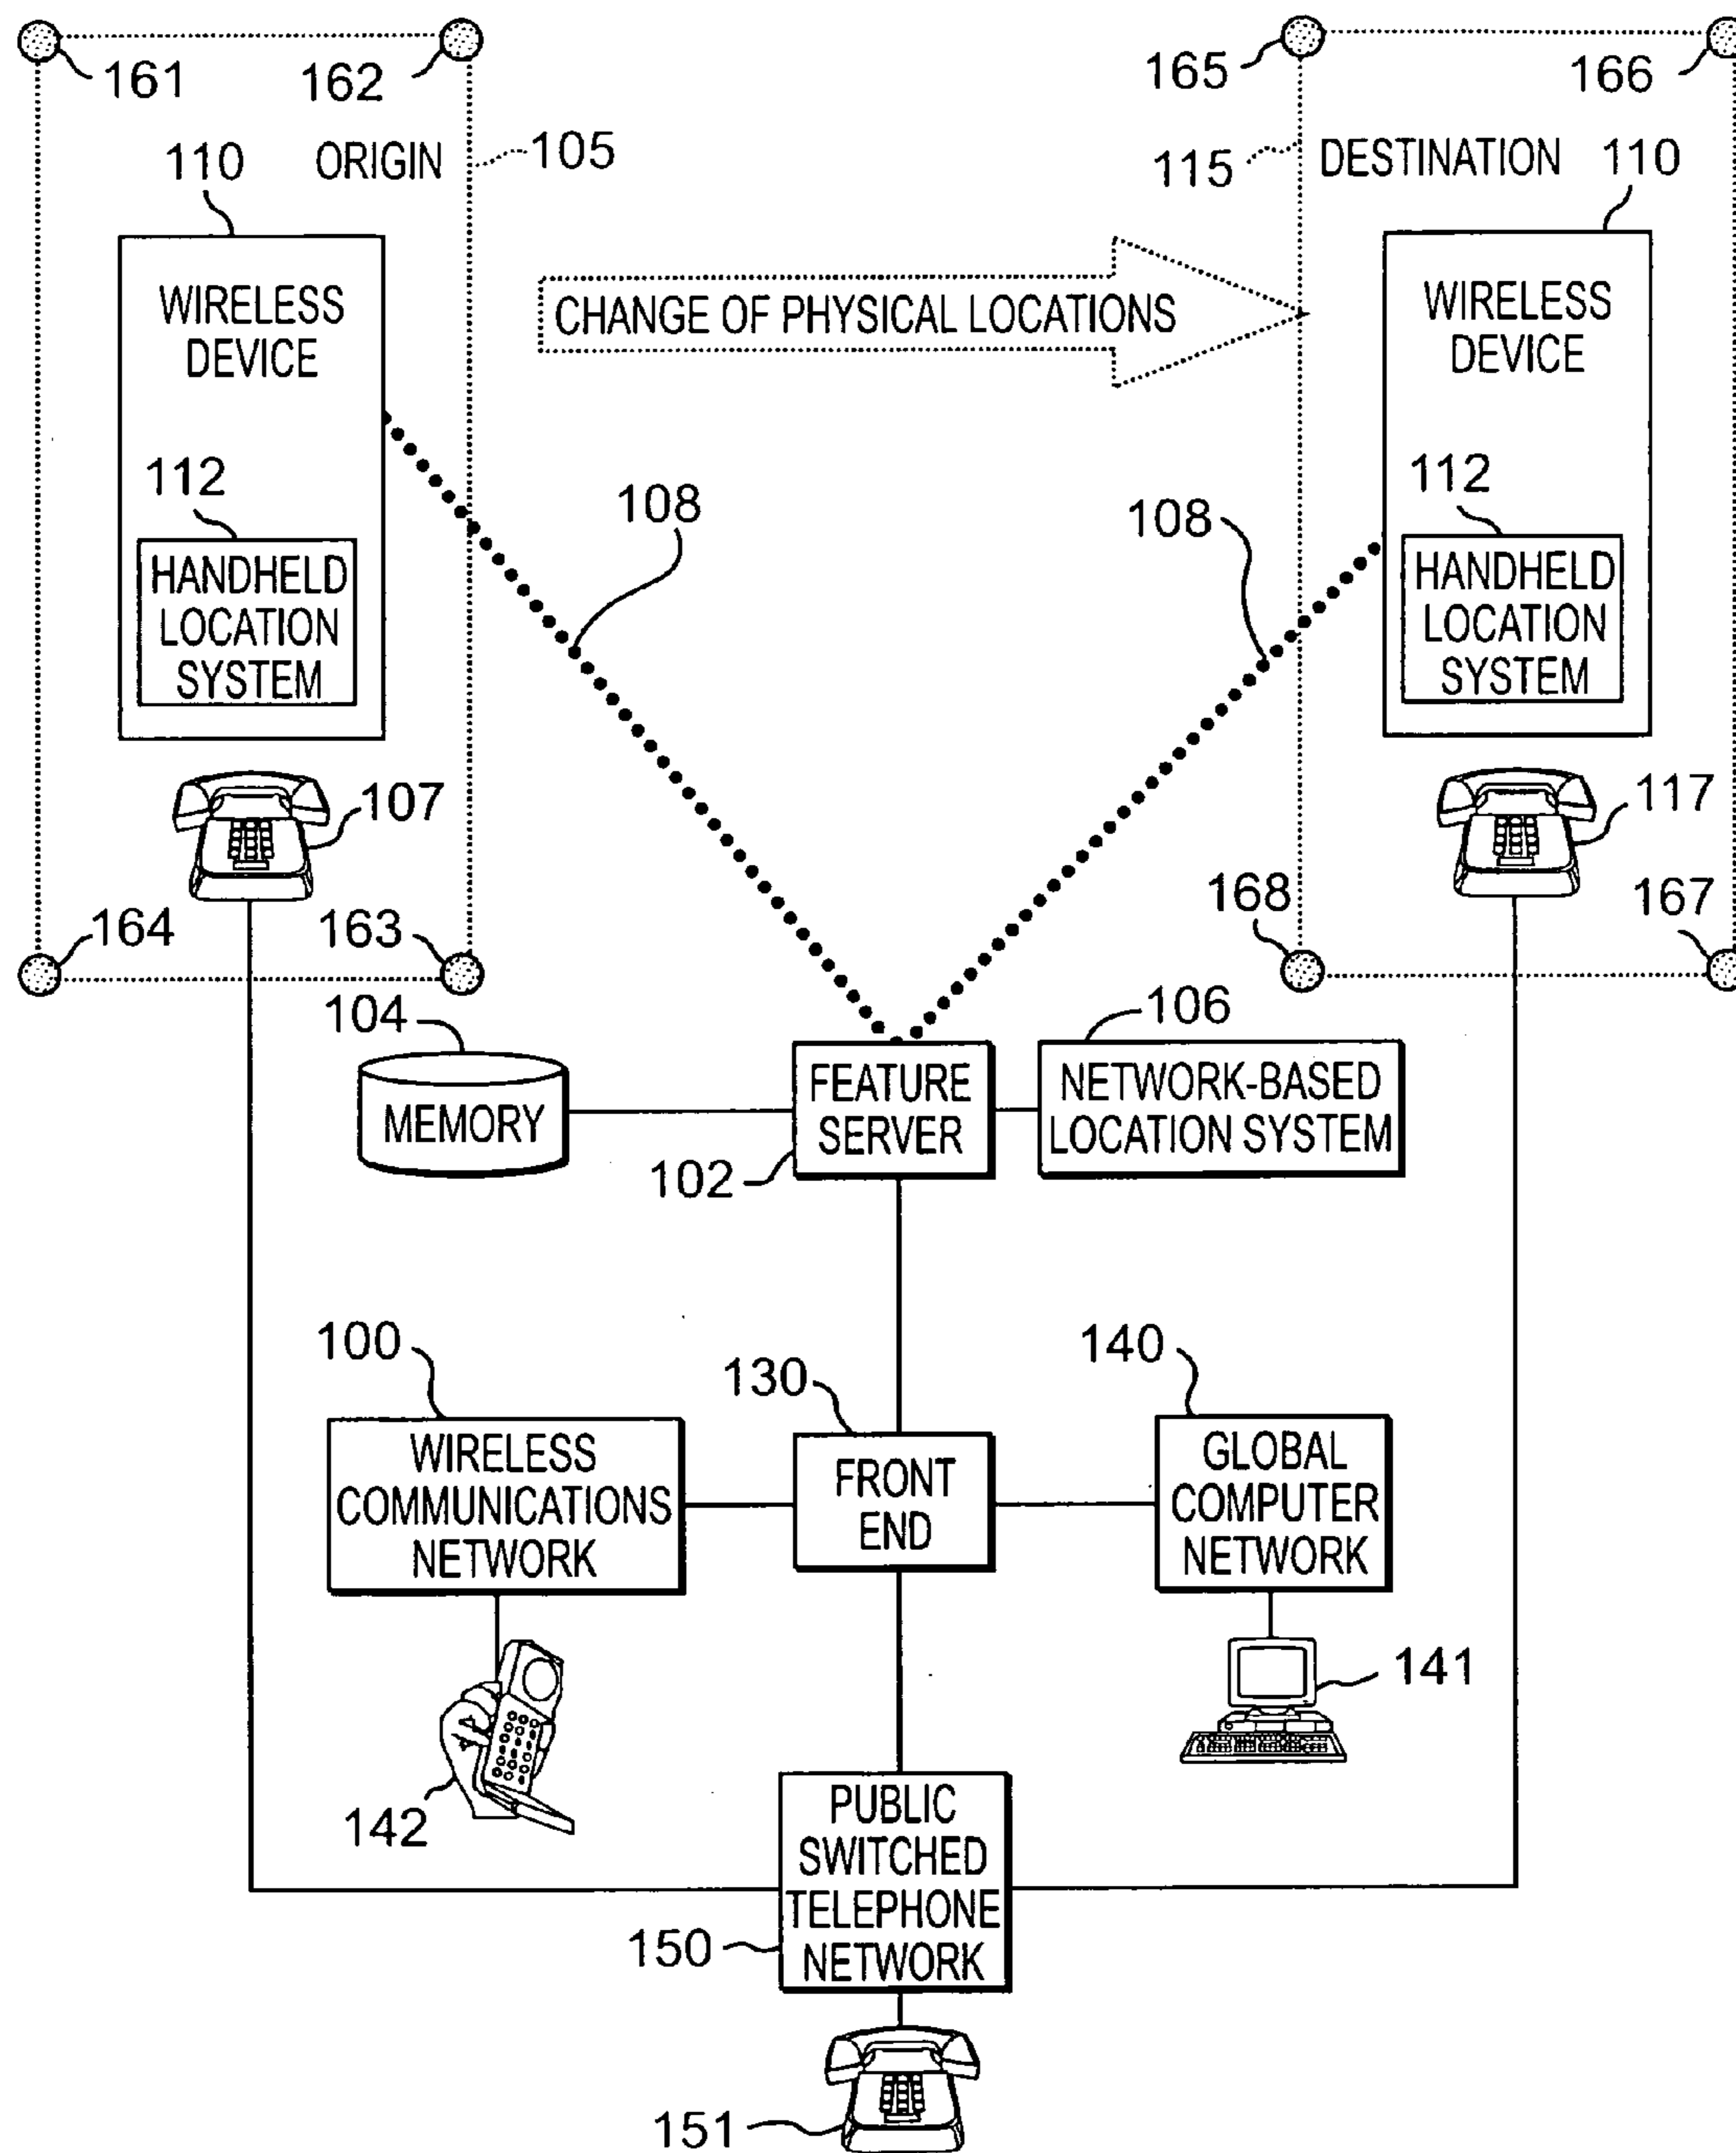 161
162
165
166
110
ORIGIN
105
115
DESTINATION
110
WIRELESS
DEVICE
CHANGE OF PHYSICAL LOCATIONS
WIRELESS
DEVICE
112
108
108
112
HANDHELD
LOCATION
SYSTEM
HANDHELD
LOCATION
SYSTEM
107
117
164
163
168
167
104
106
MEMORY
FEATURE
SERVER
NETWORK-BASED
LOCATION SYSTEM
102
100
130
140
WIRELESS
COMMUNICATIONS
NETWORK
FRONT
END
GLOBAL
COMPUTER
NETWORK
141
142
PUBLIC
SWITCHED
TELEPHONE
NETWORK
150
151